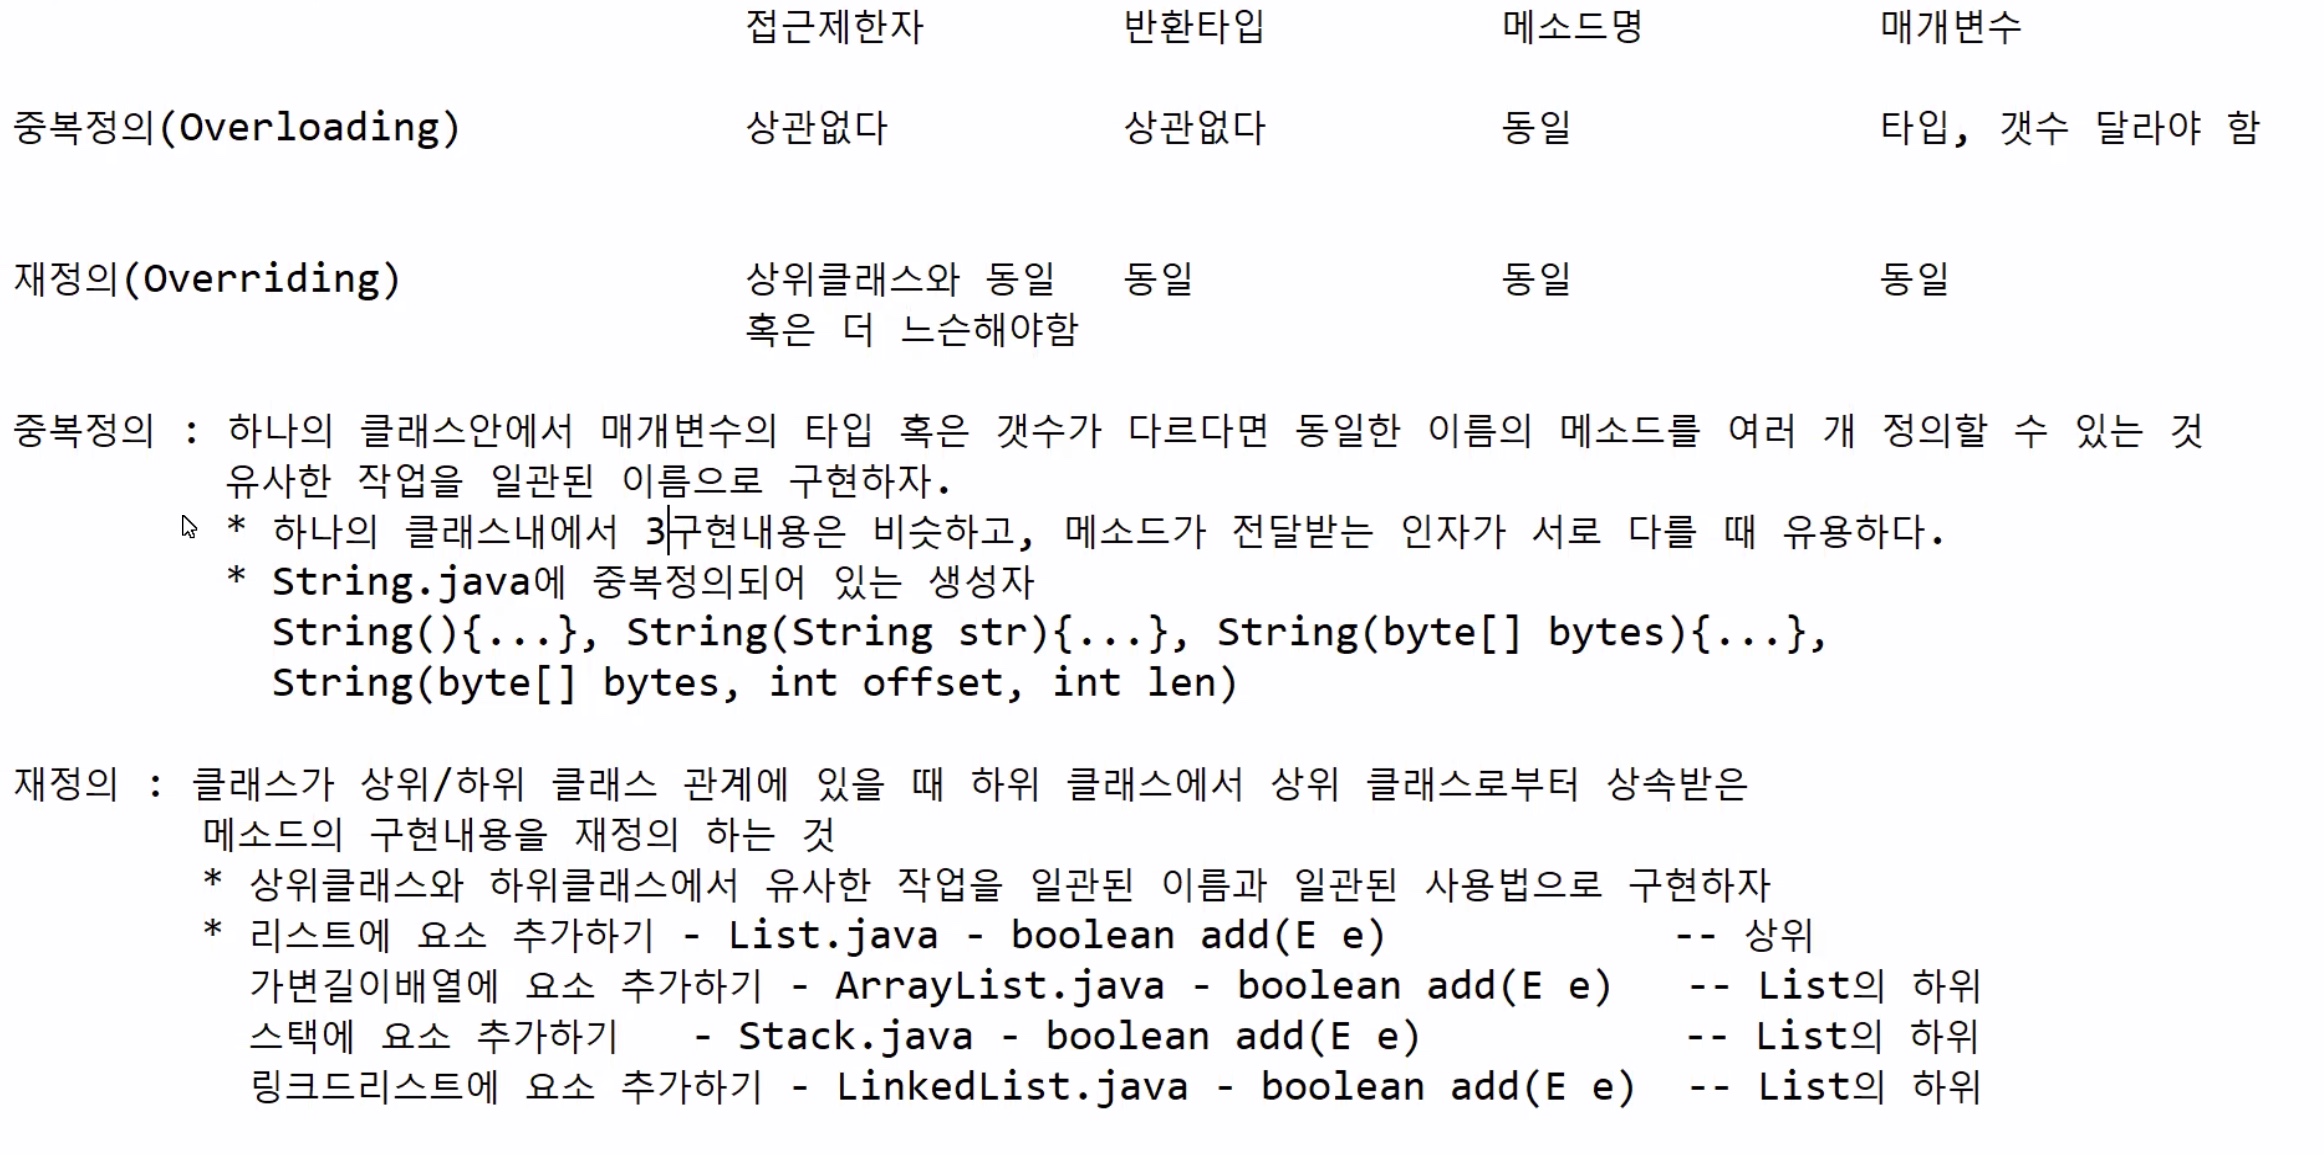 접근제한자 반환타입 메소드명 매개변수
중복정의(Overloading) 상관없다 상관없다 동일 타입, 갯수 달라야 함
재정의(Overriding) 상위클래스와 동일 동일 동일 동일
혹은 더 느슨해야함
중복정의 : 하나의 클래스안에서 매개변수의 타입 혹은 갯수가 다르다면 동일한 이름의 메소드를 여러 개 정의할 수 있는 것
유사한 작업을 일관된 이름으로 구현하자.
* 하나의 클래스내에서 3구현내용은 비슷하고, 메소드가 전달받는 인자가 서로 다를 때 유용하다.
* String.java에 중복정의되어 있는 생성자
String(){...}, String(String str){...}, String(byte[] bytes){...},
String(byte[] bytes, int offset, int len)
재정의 : 클래스가 상위/하위 클래스 관계에 있을 때 하위 클래스에서 상위 클래스로부터 상속받은
메소드의 구현내용을 재정의 하는 것
* 상위클래스와 하위클래스에서 유사한 작업을 일관된 이름과 일관된 사용법으로 구현하자
* 리스트에 요소 추가하기 - List.java - boolean add(E e) -- 상위
가변길이배열에 요소 추가하기 - ArrayList.java - boolean add(E e) -- List의 하위
스택에 요소 추가하기 - Stack.java - boolean add(E e) -- List의 하위
링크드리스트에 요소 추가하기 - LinkedList.java - boolean add(E e) -- List의 하위